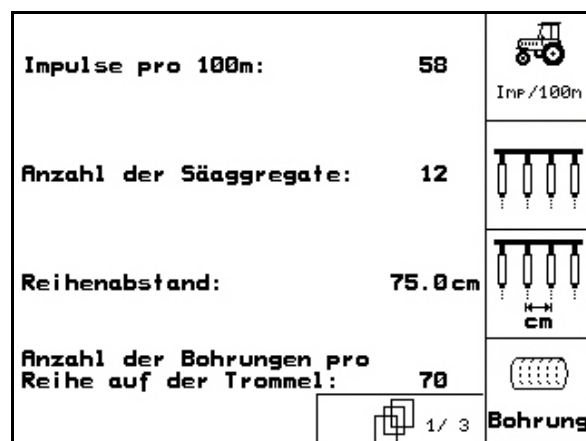 Impulse pro 100m: 58
Imp/100m
Anzahl der Säaggregate: 12
Reihenabstand: 75.0cm
cm
Anzahl der Bohrungen pro
Reihe auf der Trommel: 70
1/ 3
Bohrung